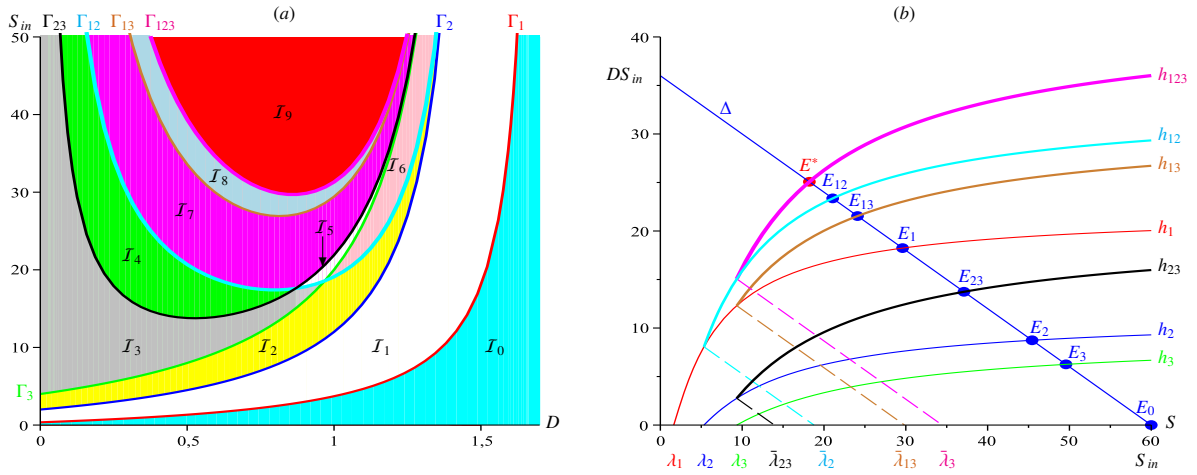 (a)
S_in Γ23 Γ12 Γ13 Γ123 Γ2 Γ1
50
40
30
20
10
0
Γ3
I9
I8
I7
I6
I5
I4
I3
I2
I1
I0
0 0,5 1 1,5 D
(b)
DS_in
50
40
30
20
10
0
Δ
E* E12 E13 E1 E23 E2 E3 E0
h123
h12
h13
h1
h23
h2
h3
S
0 10 20 30 40 50 60
λ1 λ2 λ3 λ̄23 λ̄2 λ̄13 λ̄3 S_in